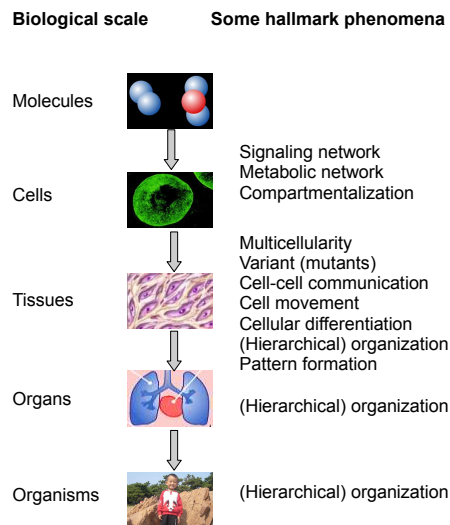 Biological scale
Some hallmark phenomena
Molecules
Signaling network
Metabolic network
Compartmentalization
Cells
Multicellularity
Variant (mutants)
Cell-cell communication
Cell movement
Cellular differentiation
(Hierarchical) organization
Pattern formation
Tissues
Organs
(Hierarchical) organization
Organisms
(Hierarchical) organization